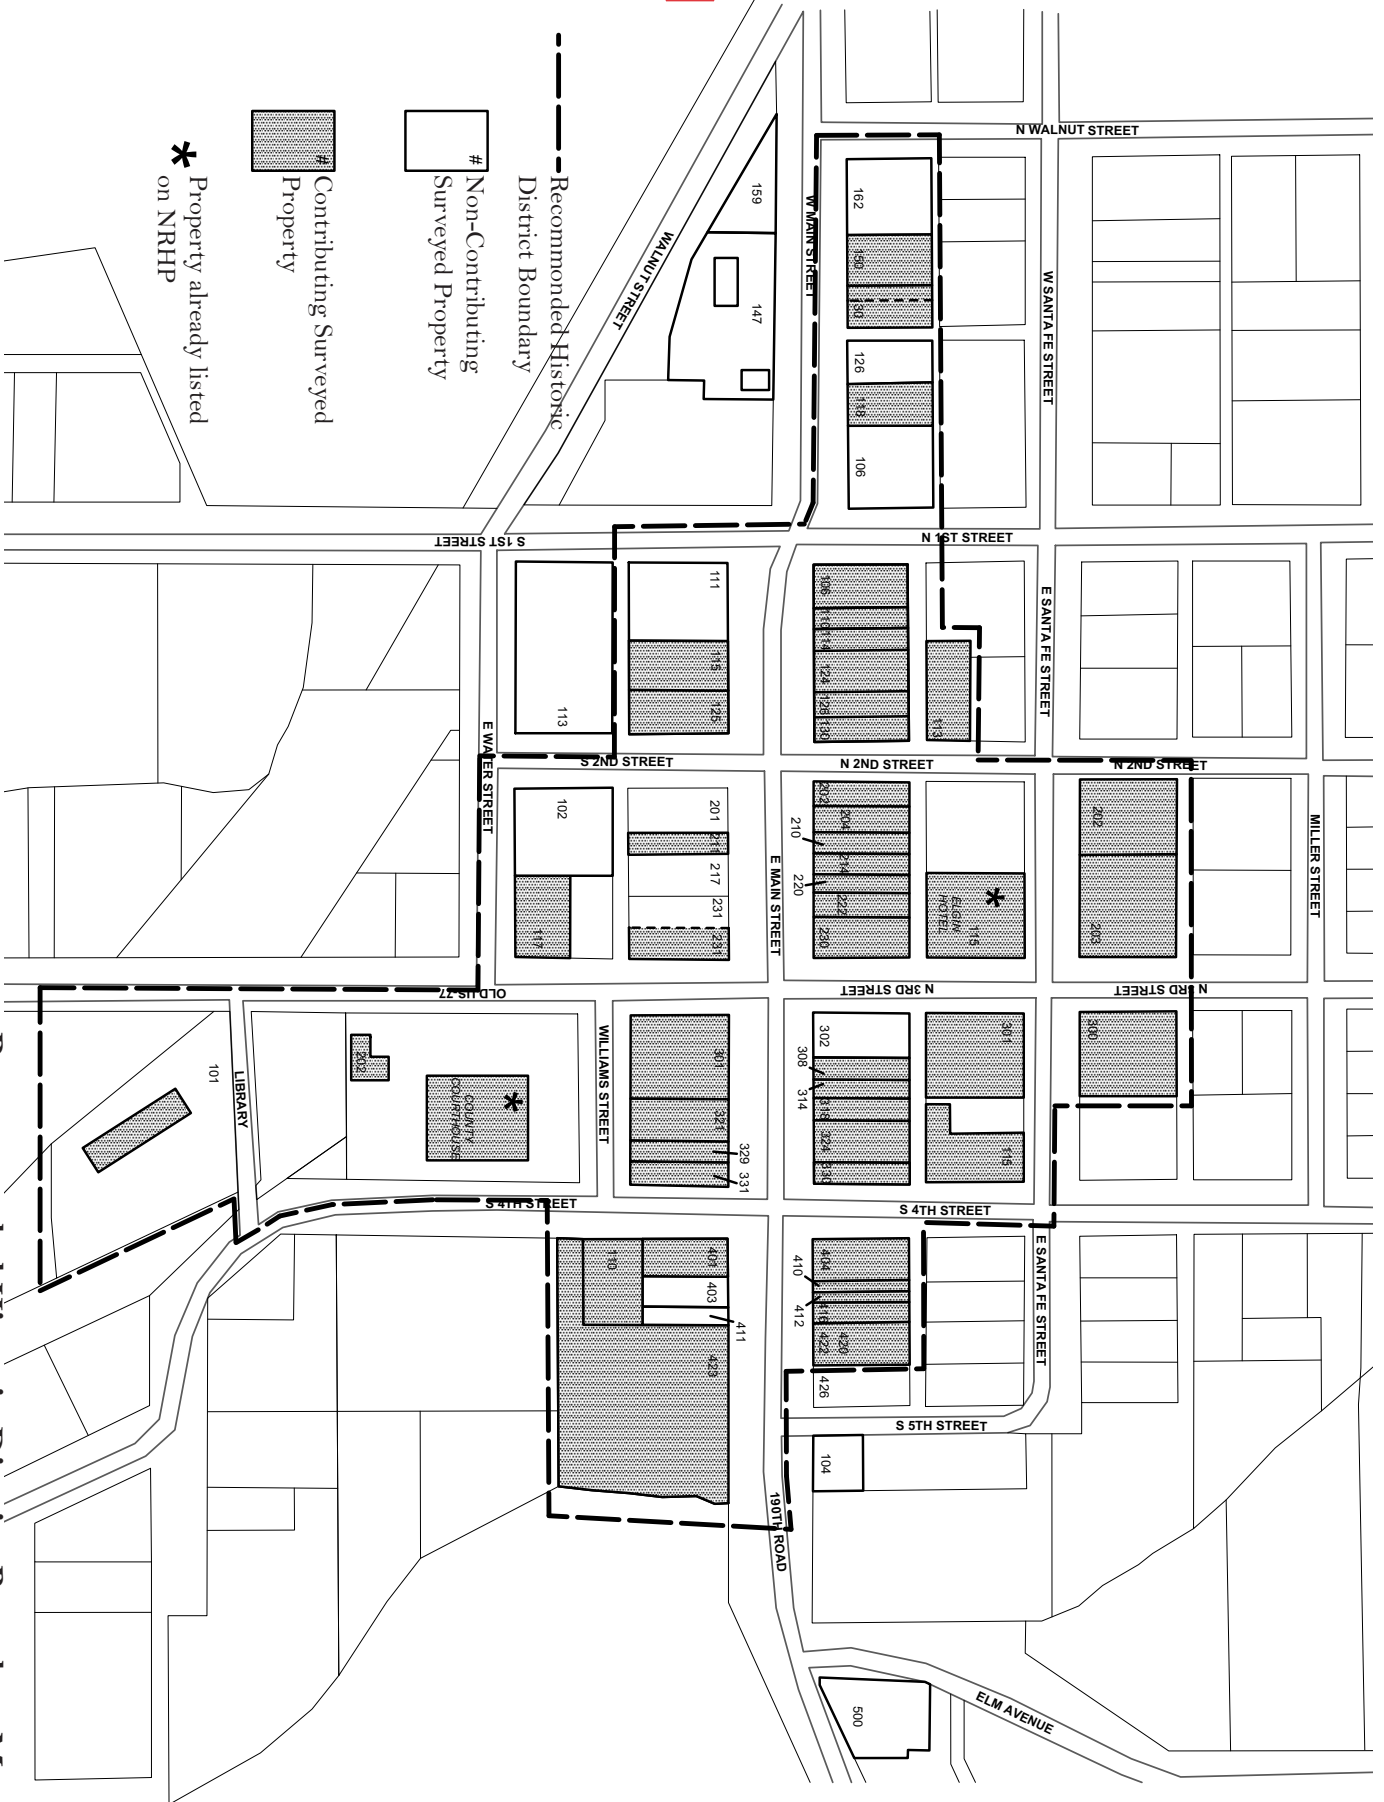 Recommonded Historic
District Boundary
#
Non-Contributing
Surveyed Property
#
Contributing Surveyed
Property
*
Property already listed
on NRHP
N WALNUT STREET
W MAIN STREET
W SANTA FE STREET
WALNUT STREET
159
147
162
150
130
126
118
106
S 1ST STREET
N 1ST STREET
E SANTA FE STREET
111
115
125
113
106
110
114
124
126
130
113
E WATER STREET
S 2ND STREET
N 2ND STREET
N 2ND STREET
MILLER STREET
E MAIN STREET
102
117
201
211
217
231
231
202
204
210
214
220
222
230
*
115
ELGIN
HOTEL
202
203
OLD US-77
N 3RD STREET
N 3RD STREET
WILLIAMS STREET
LIBRARY
101
202
*
COUNTY
COURTHOUSE
301
321
329
331
302
308
314
318
324
330
301
115
300
S 4TH STREET
S 4TH STREET
E SANTA FE STREET
110
401
403
411
423
404
410
412
416
420
422
426
S 5TH STREET
104
190TH ROAD
ELM AVENUE
500